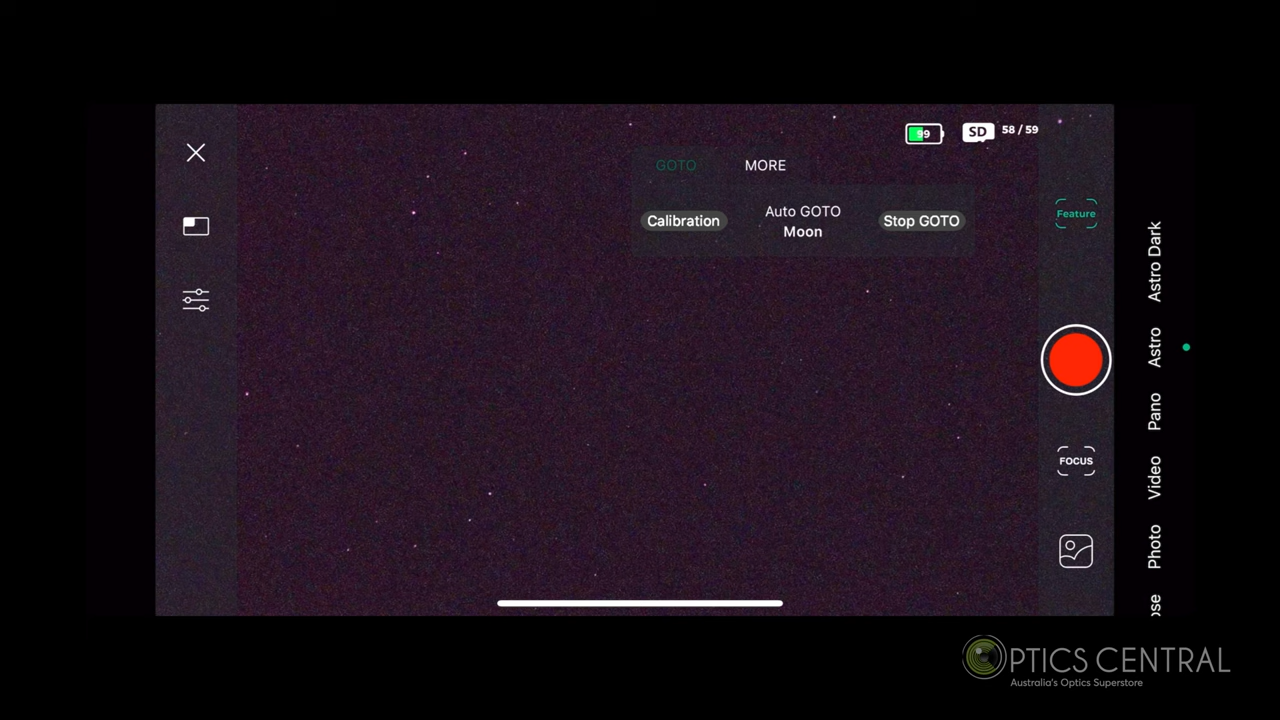 99
SD
58 / 59
GOTO
MORE
Calibration
Auto GOTO
Moon
Stop GOTO
Feature
FOCUS
Astro Dark
Astro
Pano
Video
Photo
ose
OPTICS CENTRAL
Australia's Optics Superstore